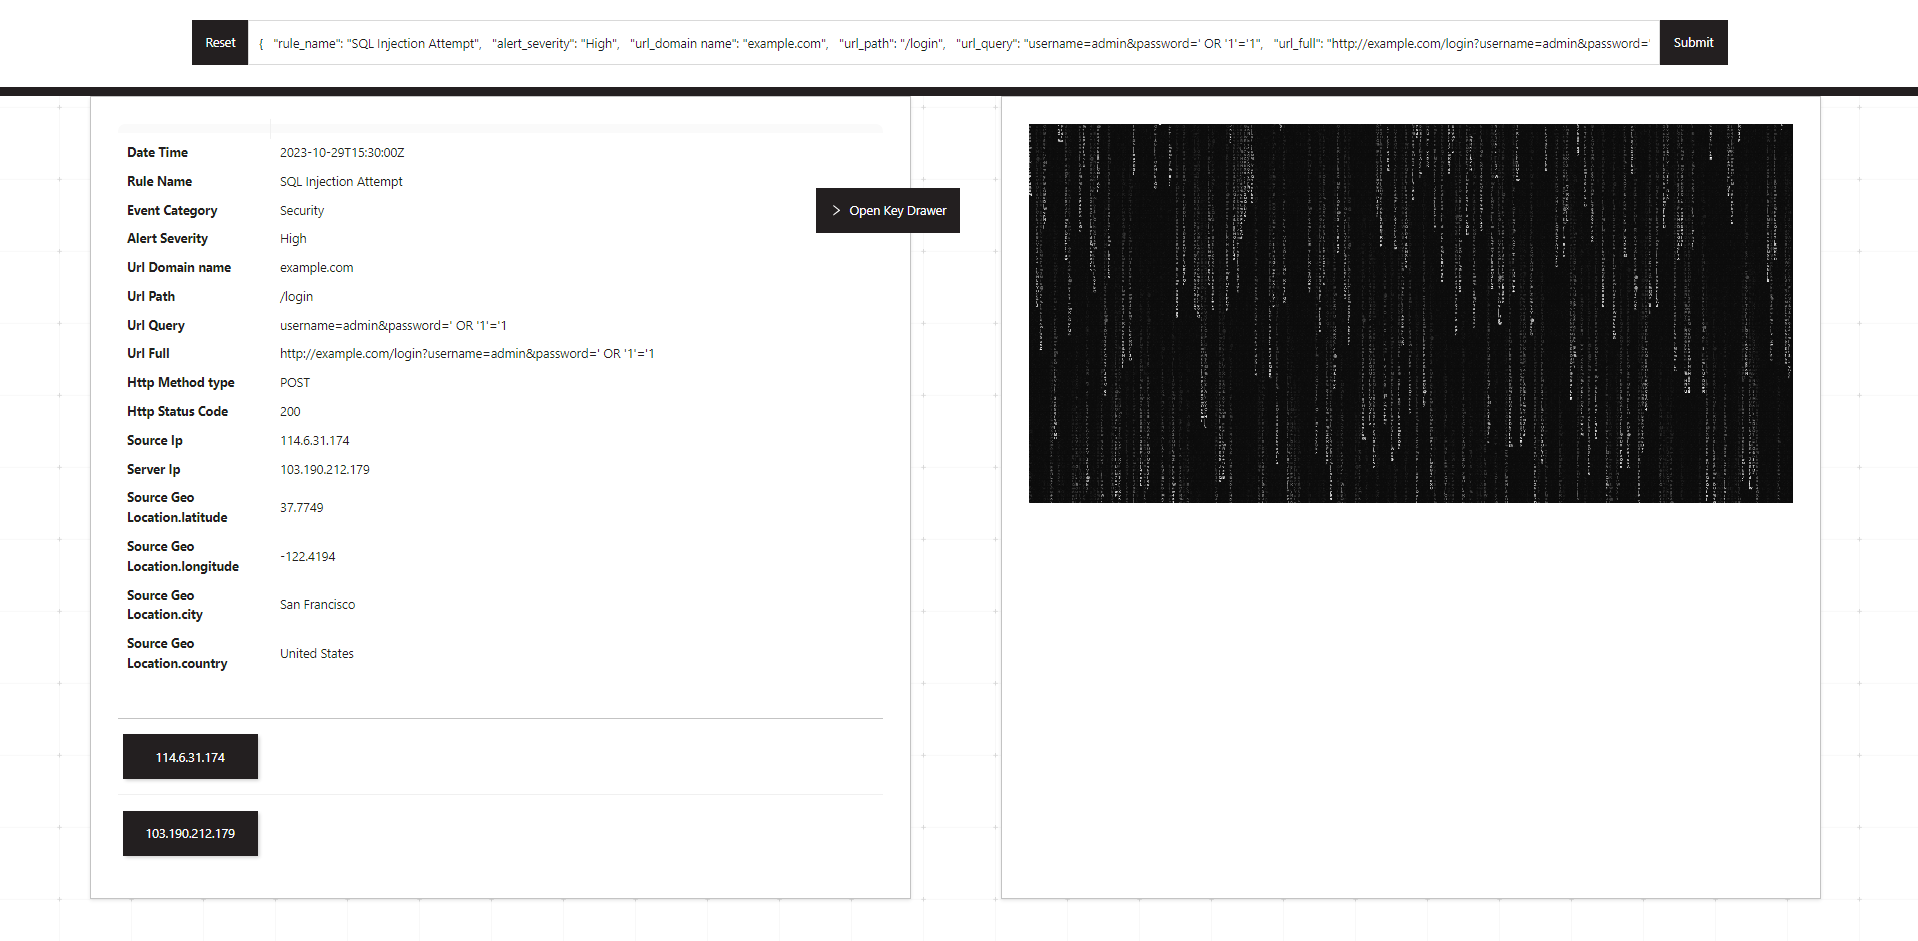 Reset
{ "rule_name": "SQL Injection Attempt", "alert_severity": "High", "url_domain name": "example.com", "url_path": "/login", "url_query": "username=admin&password=' OR '1'='1", "url_full": "http://example.com/login?username=admin&password='
Submit
Date Time 2023-10-29T15:30:00Z
Rule Name SQL Injection Attempt
Event Category Security
Open Key Drawer
Alert Severity High
Url Domain name example.com
Url Path /login
Url Query username=admin&password=' OR '1'='1
Url Full http://example.com/login?username=admin&password=' OR '1'='1
Http Method type POST
Http Status Code 200
Source Ip 114.6.31.174
Server Ip 103.190.212.179
Source Geo
Location.latitude 37.7749
Source Geo
Location.longitude -122.4194
Source Geo
Location.city San Francisco
Source Geo
Location.country United States
114.6.31.174
103.190.212.179